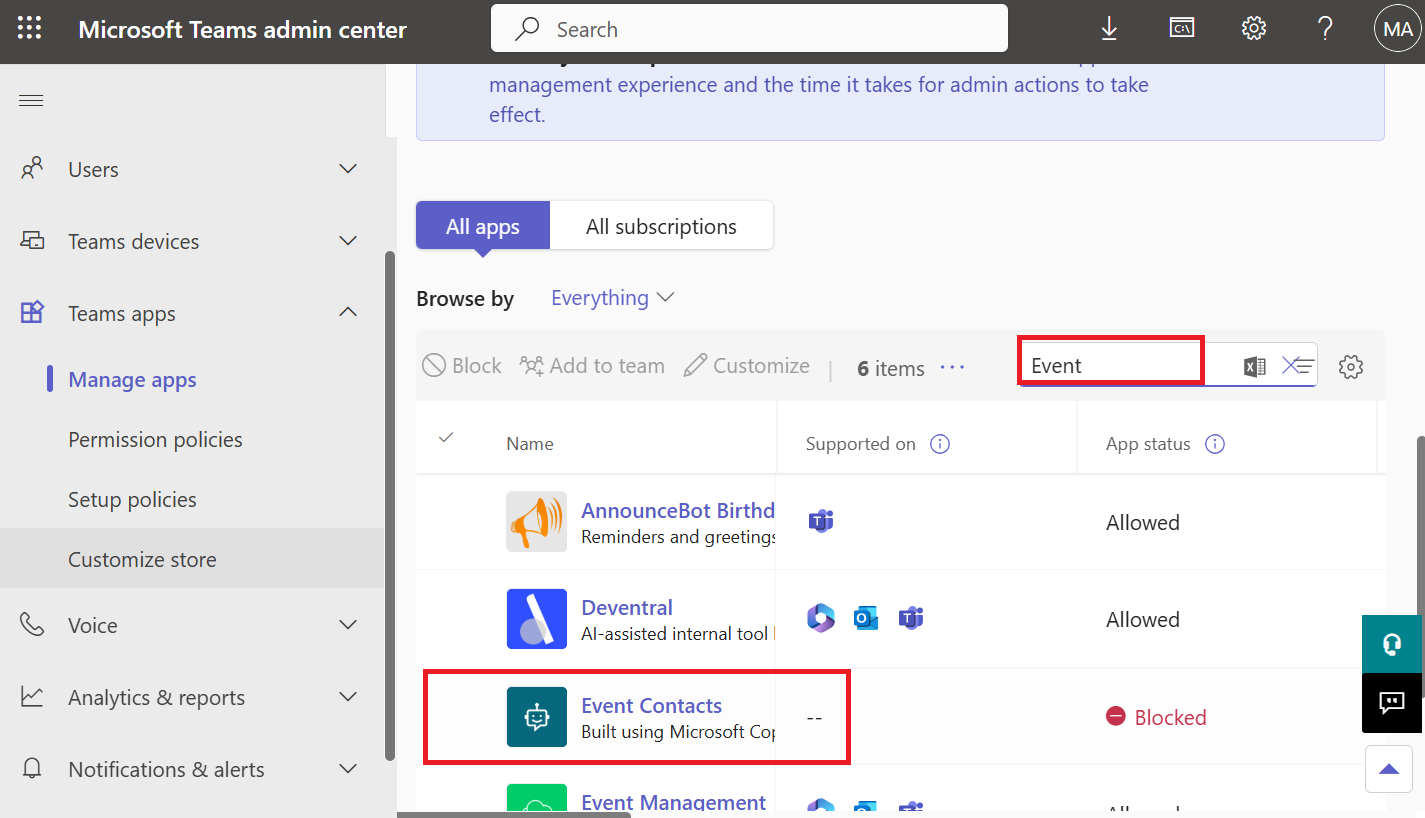 Microsoft Teams admin center
Search
C:\
MA
management experience and the time it takes for admin actions to take
effect.
Users
Teams devices
Teams apps
Manage apps
Permission policies
Setup policies
Customize store
Voice
Analytics & reports
Notifications & alerts
All apps
All subscriptions
Browse by Everything
Block Add to team Customize | 6 items ... Event
Name Supported on App status
AnnounceBot Birthd
Reminders and greetings
Allowed
Deventral
AI-assisted internal tool
Allowed
Event Contacts
Built using Microsoft Cop
--
Blocked
Event Management